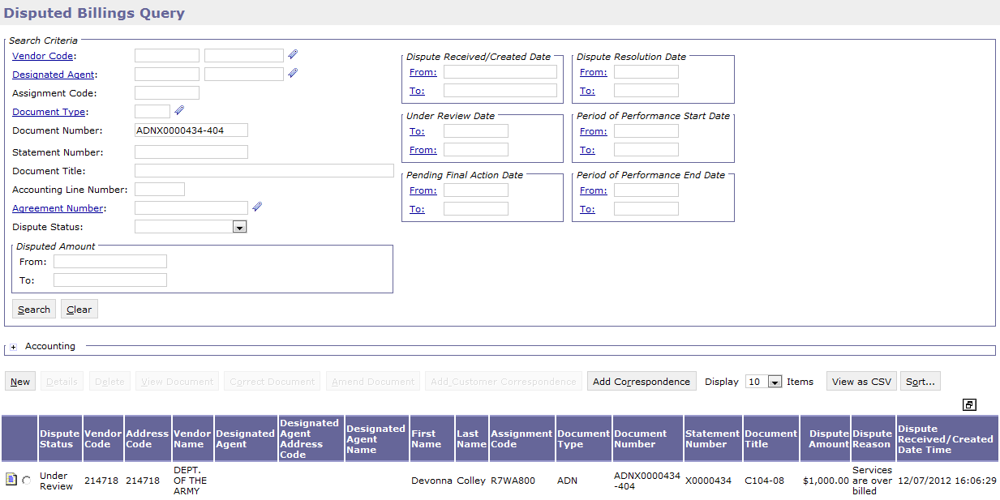 Disputed Billings Query
Search Criteria
Vendor Code:
Designated Agent:
Assignment Code:
Document Type:
Document Number: ADNX0000434-404
Statement Number:
Document Title:
Accounting Line Number:
Agreement Number:
Dispute Status:
Disputed Amount
From:
To:
Dispute Received/Created Date
From:
To:
Dispute Resolution Date
From:
To:
Under Review Date
To:
From:
Period of Performance Start Date
From:
To:
Pending Final Action Date
From:
To:
Period of Performance End Date
From:
To:
Search Clear
+ Accounting
New Details Delete View Document Correct Document Amend Document Add Customer Correspondence Add Correspondence Display 10 Items View as CSV Sort...
Dispute Status
Vendor Code
Address Code
Vendor Name
Designated Agent
Designated Agent Address Code
Designated Agent Name
First Name
Last Name
Assignment Code
Document Type
Document Number
Statement Number
Document Title
Dispute Amount
Dispute Reason
Dispute Received/Created Date Time
Under Review
214718
214718
DEPT. OF THE ARMY
Devonna
Colley
R7WA800
ADN
ADNX0000434-404
X0000434
C104-08
$1,000.00
Services are over billed
12/07/2012 16:06:29